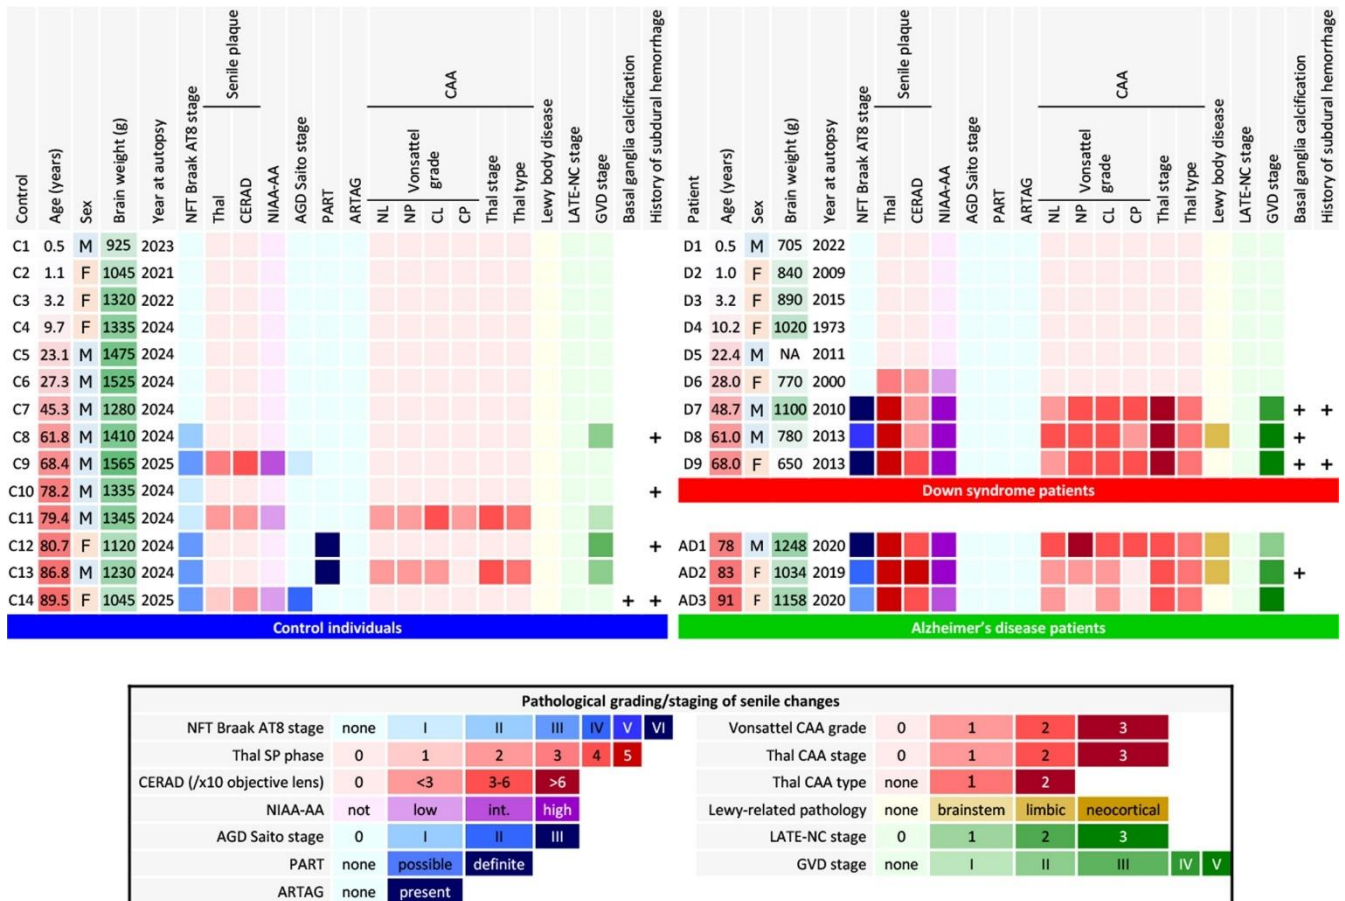 Senile plaque
CAA
Control
Age (years)
Sex
Brain weight (g)
Year at autopsy
NFT Braak AT8 stage
Thal
CERAD
NIAA-AA
AGD Saito stage
PART
ARTAG
Vonsattel grade
NL
NP
CL
CP
Thal stage
Thal type
Lewy body disease
LATE-NC stage
GVD stage
Basal ganglia calcification
History of subdural hemorrhage
C1 0.5 M 925 2023
C2 1.1 F 1045 2021
C3 3.2 F 1320 2022
C4 9.7 F 1335 2024
C5 23.1 M 1475 2024
C6 27.3 M 1525 2024
C7 45.3 M 1280 2024
C8 61.8 M 1410 2024 +
C9 68.4 M 1565 2025
C10 78.2 M 1335 2024 +
C11 79.4 M 1345 2024
C12 80.7 F 1120 2024 +
C13 86.8 M 1230 2024
C14 89.5 F 1045 2025 + +
Control individuals
Senile plaque
CAA
Patient
Age (years)
Sex
Brain weight (g)
Year at autopsy
NFT Braak AT8 stage
Thal
CERAD
NIAA-AA
AGD Saito stage
PART
ARTAG
Vonsattel grade
NL
NP
CL
CP
Thal stage
Thal type
Lewy body disease
LATE-NC stage
GVD stage
Basal ganglia calcification
History of subdural hemorrhage
D1 0.5 M 705 2022
D2 1.0 F 840 2009
D3 3.2 F 890 2015
D4 10.2 F 1020 1973
D5 22.4 M NA 2011
D6 28.0 F 770 2000
D7 48.7 M 1100 2010 + +
D8 61.0 M 780 2013 +
D9 68.0 F 650 2013 + +
Down syndrome patients
AD1 78 M 1248 2020
AD2 83 F 1034 2019 +
AD3 91 F 1158 2020
Alzheimer's disease patients
Pathological grading/staging of senile changes
NFT Braak AT8 stage none I II III IV V VI
Thal SP phase 0 1 2 3 4 5
CERAD (/x10 objective lens) 0 <3 3-6 >6
NIAA-AA not low int. high
AGD Saito stage 0 I II III
PART none possible definite
ARTAG none present
Vonsattel CAA grade 0 1 2 3
Thal CAA stage 0 1 2 3
Thal CAA type none 1 2
Lewy-related pathology none brainstem limbic neocortical
LATE-NC stage 0 1 2 3
GVD stage none I II III IV V